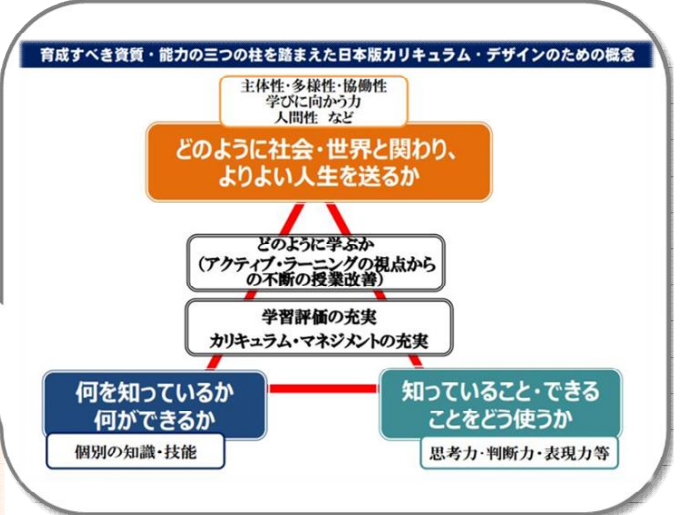 育成すべき資質・能力の三つの柱を踏まえた日本版カリキュラム・デザインのための概念
主体性・多様性・協働性
学びに向かう力
人間性 など
どのように社会・世界と関わり、
よりよい人生を送るか
どのように学ぶか
(アクティブ・ラーニングの視点から
の不断の授業改善)
学習評価の充実
カリキュラム・マネジメントの充実
何を知っているか
何ができるか
個別の知識・技能
知っていること・できる
ことをどう使うか
思考力・判断力・表現力等